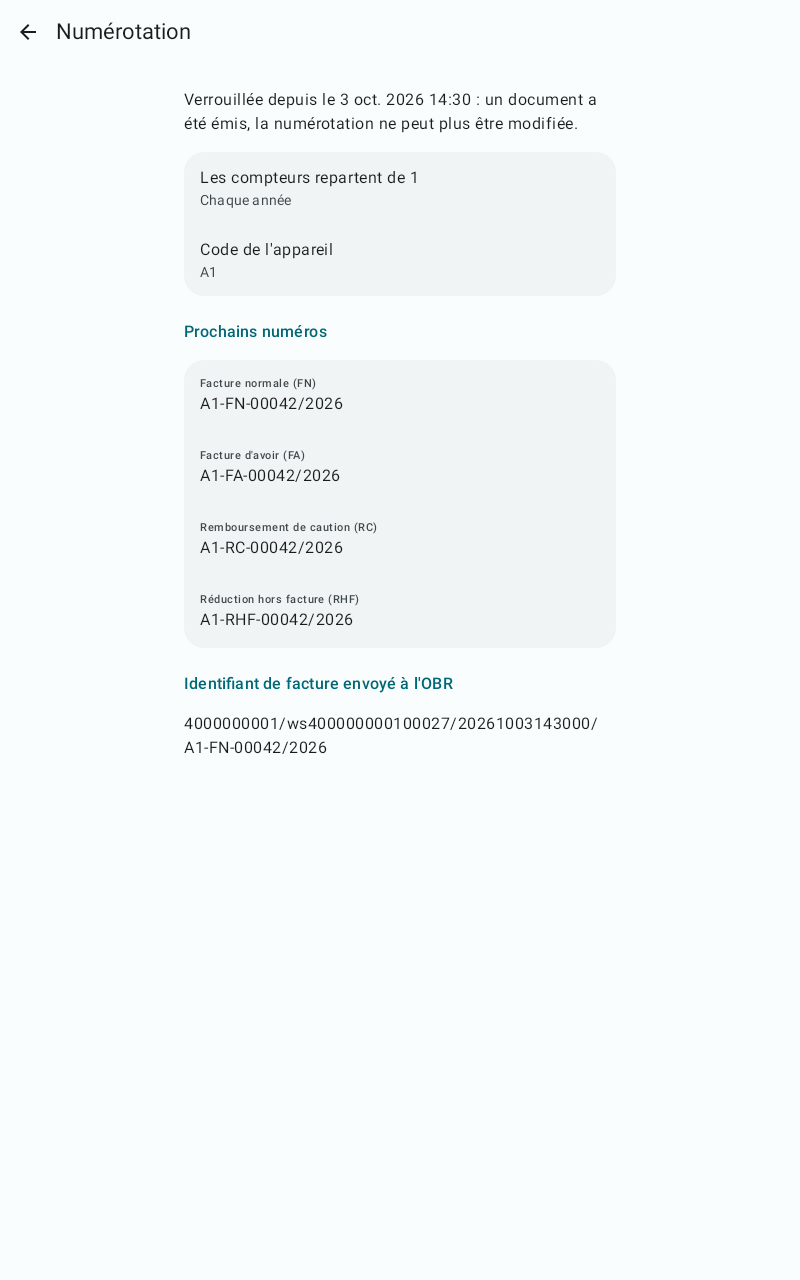 Numérotation
Verrouillée depuis le 3 oct. 2026 14:30 : un document a
été émis, la numérotation ne peut plus être modifiée.
Les compteurs repartent de 1
Chaque année
Code de l'appareil
A1
Prochains numéros
Facture normale (FN)
A1-FN-00042/2026
Facture d'avoir (FA)
A1-FA-00042/2026
Remboursement de caution (RC)
A1-RC-00042/2026
Réduction hors facture (RHF)
A1-RHF-00042/2026
Identifiant de facture envoyé à l'OBR
4000000001/ws400000000100027/20261003143000/
A1-FN-00042/2026